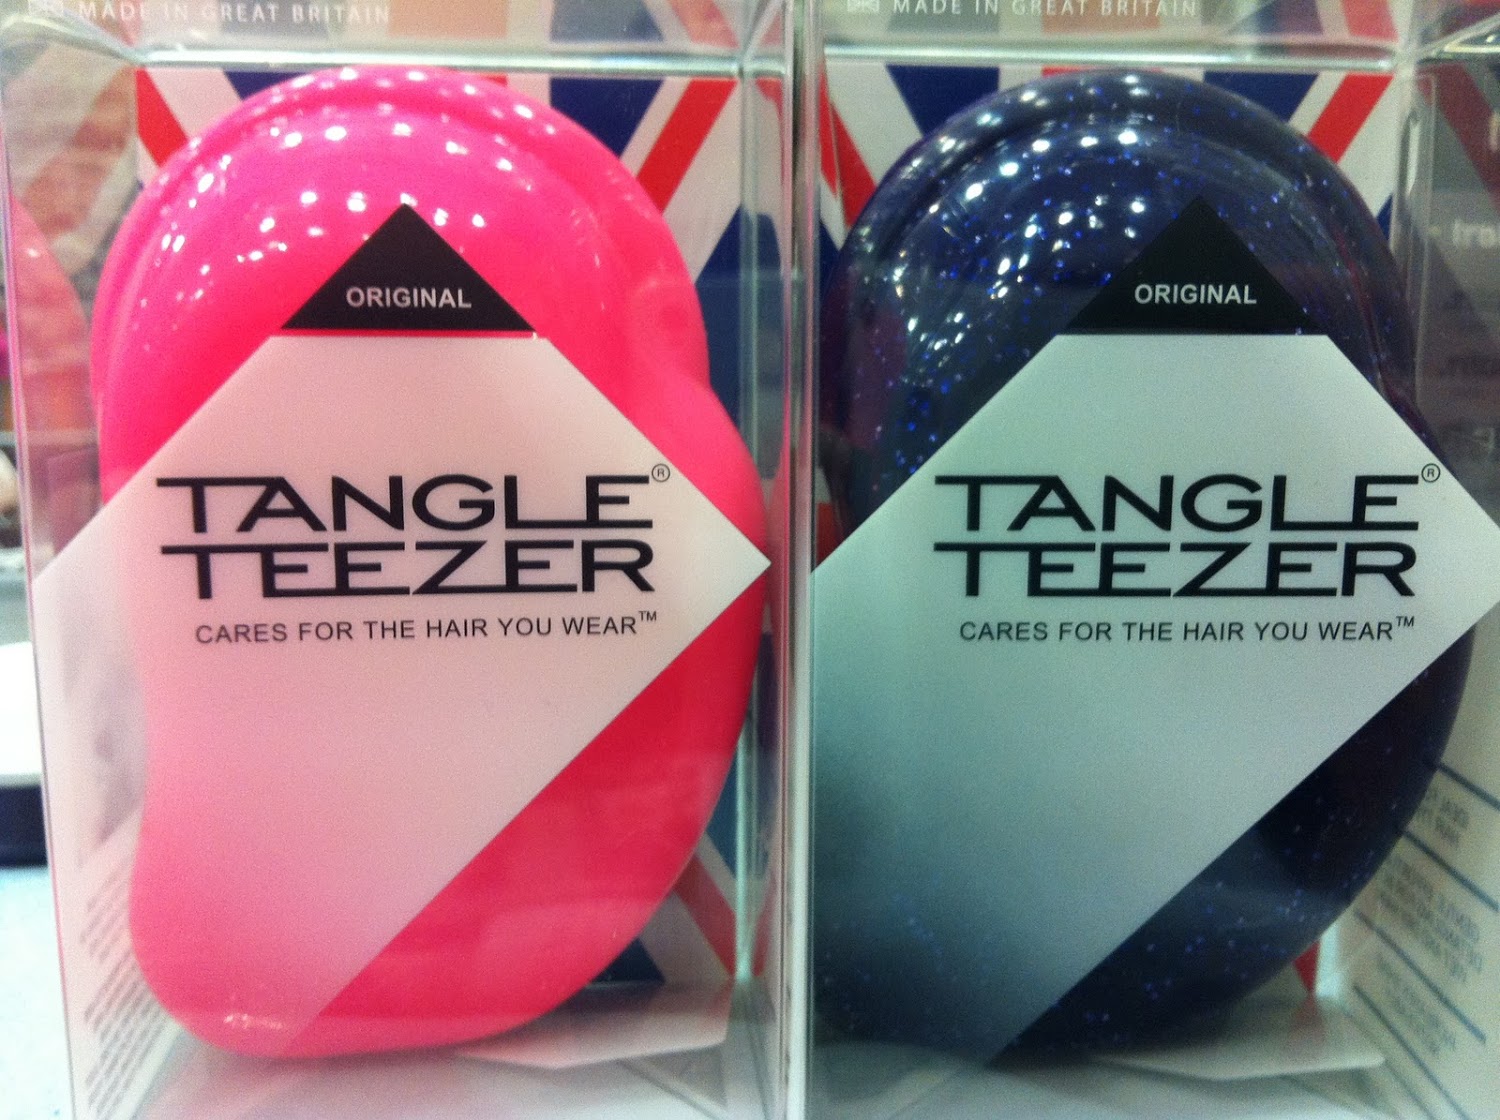 MADE IN GREAT BRITAIN
ORIGINAL
TANGLE®
TEEZER
CARES FOR THE HAIR YOU WEAR™
MADE IN GREAT BRITAIN
ORIGINAL
TANGLE®
TEEZER
CARES FOR THE HAIR YOU WEAR™